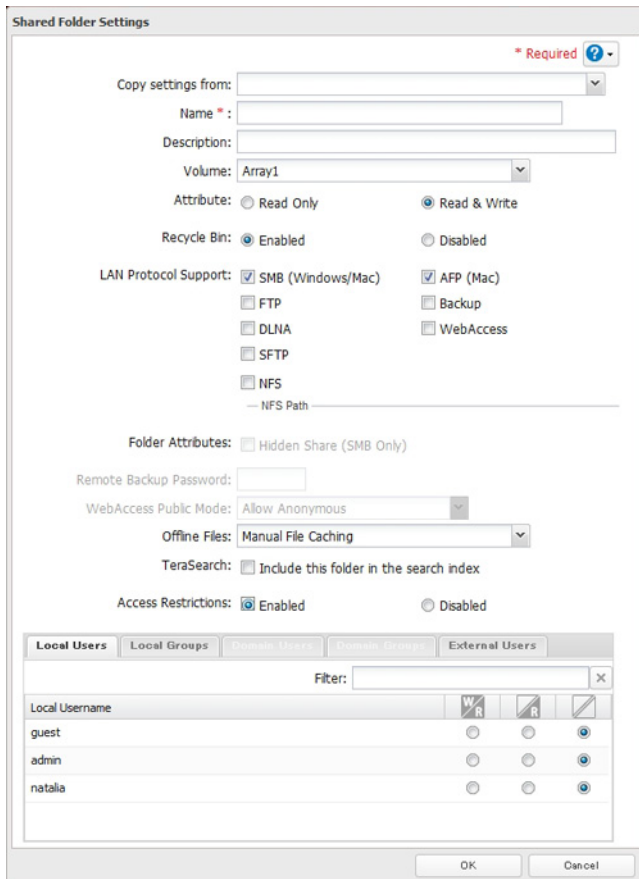 Shared Folder Settings
* Required ?
Copy settings from:
Name * :
Description:
Volume: Array1
Attribute: Read Only Read & Write
Recycle Bin: Enabled Disabled
LAN Protocol Support: SMB (Windows/Mac) AFP (Mac)
FTP Backup
DLNA WebAccess
SFTP
NFS
NFS Path
Folder Attributes: Hidden Share (SMB Only)
Remote Backup Password:
WebAccess Public Mode: Allow Anonymous
Offline Files: Manual File Caching
TeraSearch: Include this folder in the search index
Access Restrictions: Enabled Disabled
Local Users Local Groups Domain Users Domain Groups External Users
Filter:
Local Username W/R R
guest
admin
natalia
OK Cancel